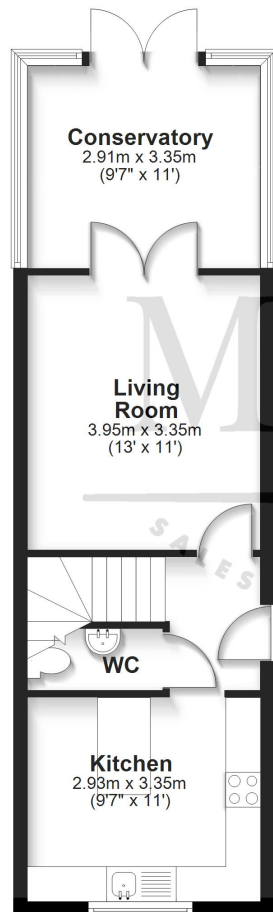 Conservatory
2.91m x 3.35m
(9'7" x 11')
Living
Room
3.95m x 3.35m
(13' x 11')
M
SALES
WC
Kitchen
2.93m x 3.35m
(9'7" x 11')